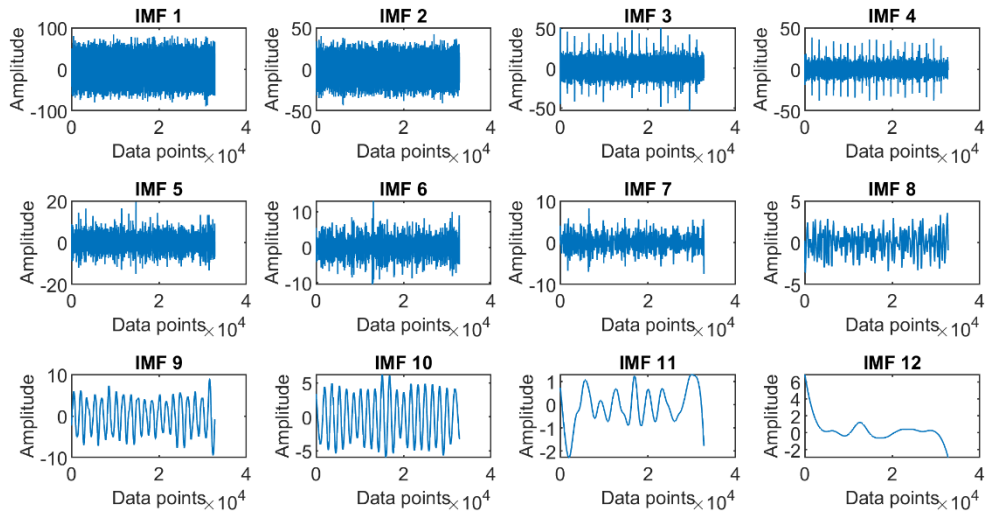 IMF 1 IMF 2 IMF 3 IMF 4
Amplitude Amplitude Amplitude Amplitude
100 50 50 50
0 0 0 0
-100 -50 -50 -50
0 2 4 0 2 4 0 2 4 0 2 4
Data points ×10^4 Data points ×10^4 Data points ×10^4 Data points ×10^4
IMF 5 IMF 6 IMF 7 IMF 8
Amplitude Amplitude Amplitude Amplitude
20 10 10 5
0 0 0 0
-20 -10 -10 -5
0 2 4 0 2 4 0 2 4 0 2 4
Data points ×10^4 Data points ×10^4 Data points ×10^4 Data points ×10^4
IMF 9 IMF 10 IMF 11 IMF 12
Amplitude Amplitude Amplitude Amplitude
10 5 1 6
0 0 0 4
-10 -5 -1 2
-2 0
-2
0 2 4 0 2 4 0 2 4 0 2 4
Data points ×10^4 Data points ×10^4 Data points ×10^4 Data points ×10^4